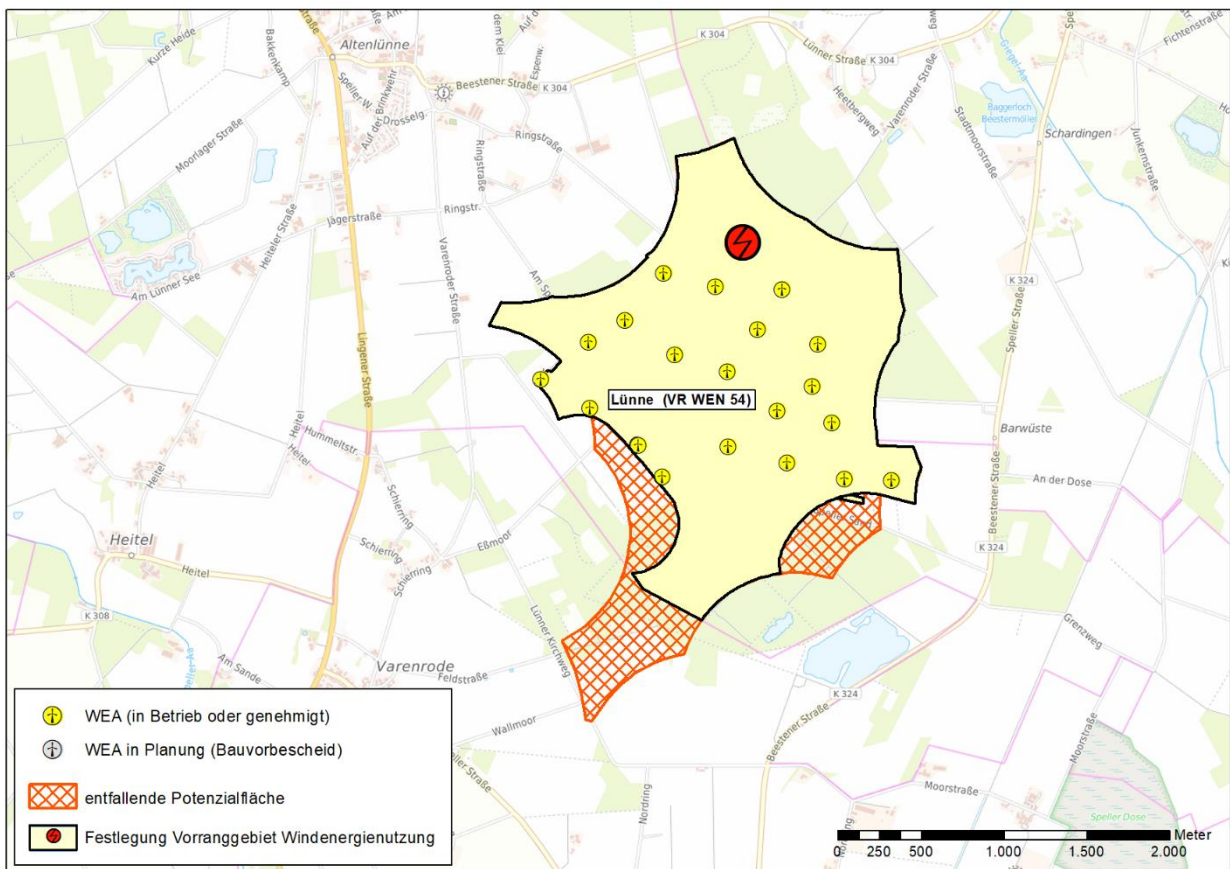 Kurze Heide
Bakkenkamp
Altenlünne
dem Kiel
Espenw.
K 304
Speller W.
Auf der Brinkwehr
Beestener Straße
K 304
Lünner Straße
K 304
Fichtenstraße
Drosselg.
Ringstraße
Heetbergweg
Varenroder Straße
Baggerloch
Beestermöller
Schardingen
Moorlager Straße
Ringstraße
Stadtmoorstraße
Junkernstraße
Jägerstraße
Ringstr.
Heiteler Straße
Varenroder Straße
Am Lünner See
K 324
Speller Straße
Lingener Straße
Lünne (VR WEN 54)
Hummeltstr.
Heitel
Heitel
Heitel
Barwüste
An der Dose
Schierring
Eßmoor
Schierring
Schierring
Heitel
Heitel
K 324
Beestener Straße
K 308
Lünner Kirchweg
Grenzweg
Am Sande
Varenrode
Feldstraße
K 324
Wallmoor
Beestener Straße
Moorstraße
Nordring
Moorstraße
Speller Dose
WEA (in Betrieb oder genehmigt)
WEA in Planung (Bauvorbescheid)
entfallende Potenzialfläche
Festlegung Vorranggebiet Windenergienutzung
Meter
0 250 500 1.000 1.500 2.000